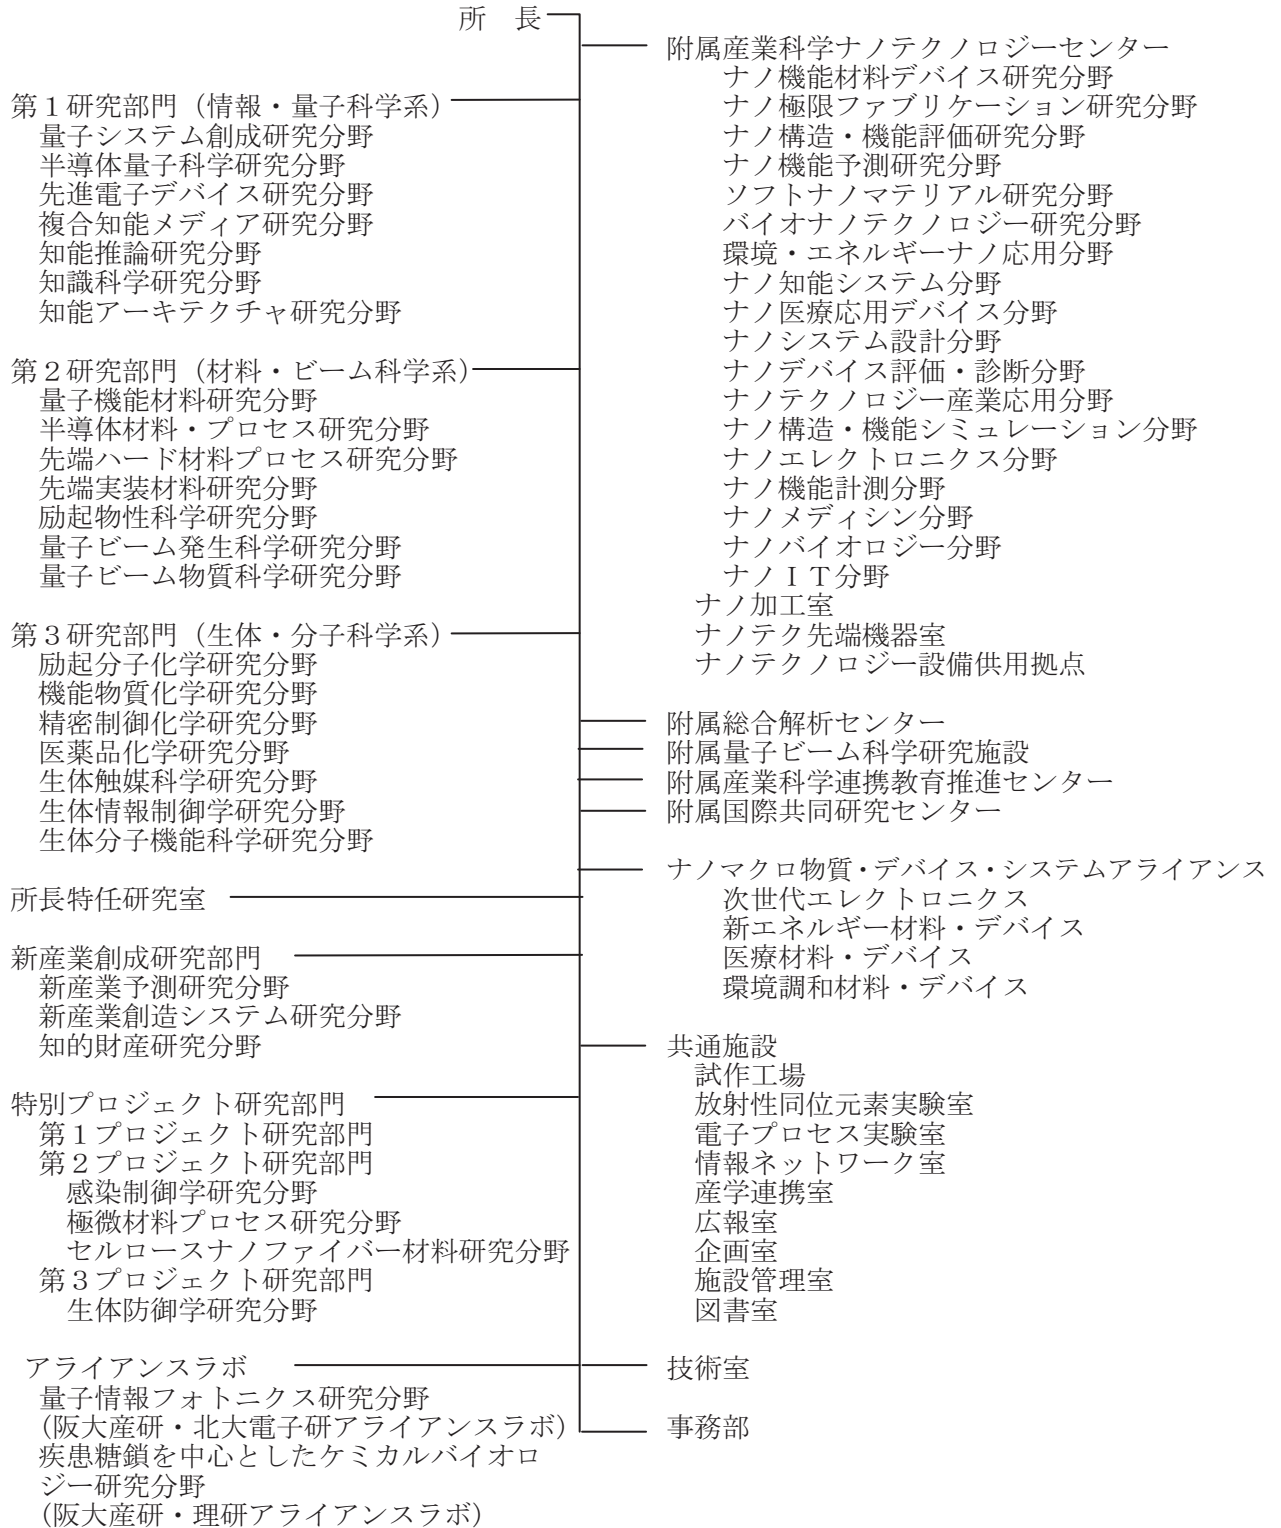 所　長
第１研究部門（情報・量子科学系）
量子システム創成研究分野
半導体量子科学研究分野
先進電子デバイス研究分野
複合知能メディア研究分野
知能推論研究分野
知識科学研究分野
知能アーキテクチャ研究分野
第２研究部門（材料・ビーム科学系）
量子機能材料研究分野
半導体材料・プロセス研究分野
先端ハード材料プロセス研究分野
先端実装材料研究分野
励起物性科学研究分野
量子ビーム発生科学研究分野
量子ビーム物質科学研究分野
第３研究部門（生体・分子科学系）
励起分子化学研究分野
機能物質化学研究分野
精密制御化学研究分野
医薬品化学研究分野
生体触媒科学研究分野
生体情報制御学研究分野
生体分子機能科学研究分野
所長特任研究室
新産業創成研究部門
新産業予測研究分野
新産業創造システム研究分野
知的財産研究分野
特別プロジェクト研究部門
第１プロジェクト研究部門
第２プロジェクト研究部門
感染制御学研究分野
極微材料プロセス研究分野
セルロースナノファイバー材料研究分野
第３プロジェクト研究部門
生体防御学研究分野
アライアンスラボ
量子情報フォトニクス研究分野
（阪大産研・北大電子研アライアンスラボ）
疾患糖鎖を中心としたケミカルバイオロ
ジー研究分野
（阪大産研・理研アライアンスラボ）
附属産業科学ナノテクノロジーセンター
ナノ機能材料デバイス研究分野
ナノ極限ファブリケーション研究分野
ナノ構造・機能評価研究分野
ナノ機能予測研究分野
ソフトナノマテリアル研究分野
バイオナノテクノロジー研究分野
環境・エネルギーナノ応用分野
ナノ知能システム分野
ナノ医療応用デバイス分野
ナノシステム設計分野
ナノデバイス評価・診断分野
ナノテクノロジー産業応用分野
ナノ構造・機能シミュレーション分野
ナノエレクトロニクス分野
ナノ機能計測分野
ナノメディシン分野
ナノバイオロジー分野
ナノＩＴ分野
ナノ加工室
ナノテク先端機器室
ナノテクノロジー設備供用拠点
附属総合解析センター
附属量子ビーム科学研究施設
附属産業科学連携教育推進センター
附属国際共同研究センター
ナノマクロ物質・デバイス・システムアライアンス
次世代エレクトロニクス
新エネルギー材料・デバイス
医療材料・デバイス
環境調和材料・デバイス
共通施設
試作工場
放射性同位元素実験室
電子プロセス実験室
情報ネットワーク室
産学連携室
広報室
企画室
施設管理室
図書室
技術室
事務部